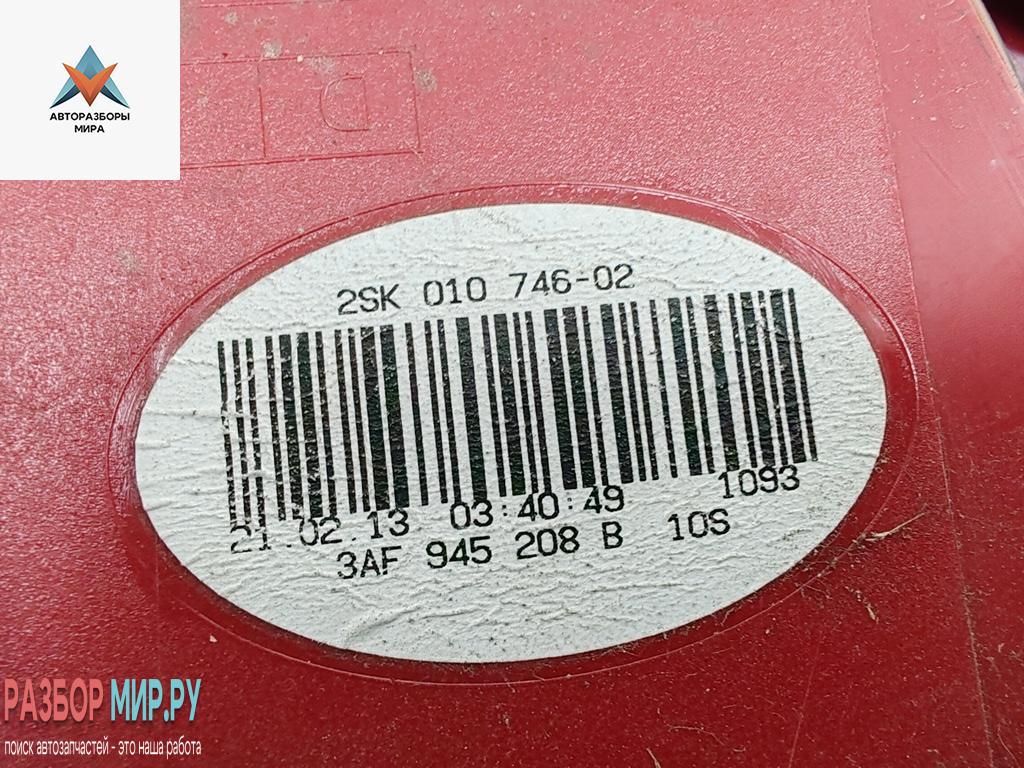 АВТОРАЗБОРЫ
МИРА
D
2SK 010 746-02
21.02.13 03:40:49 1093
3AF 945 208 B 10S
РАЗБОР МИР.РУ
поиск автозапчастей - это наша работа